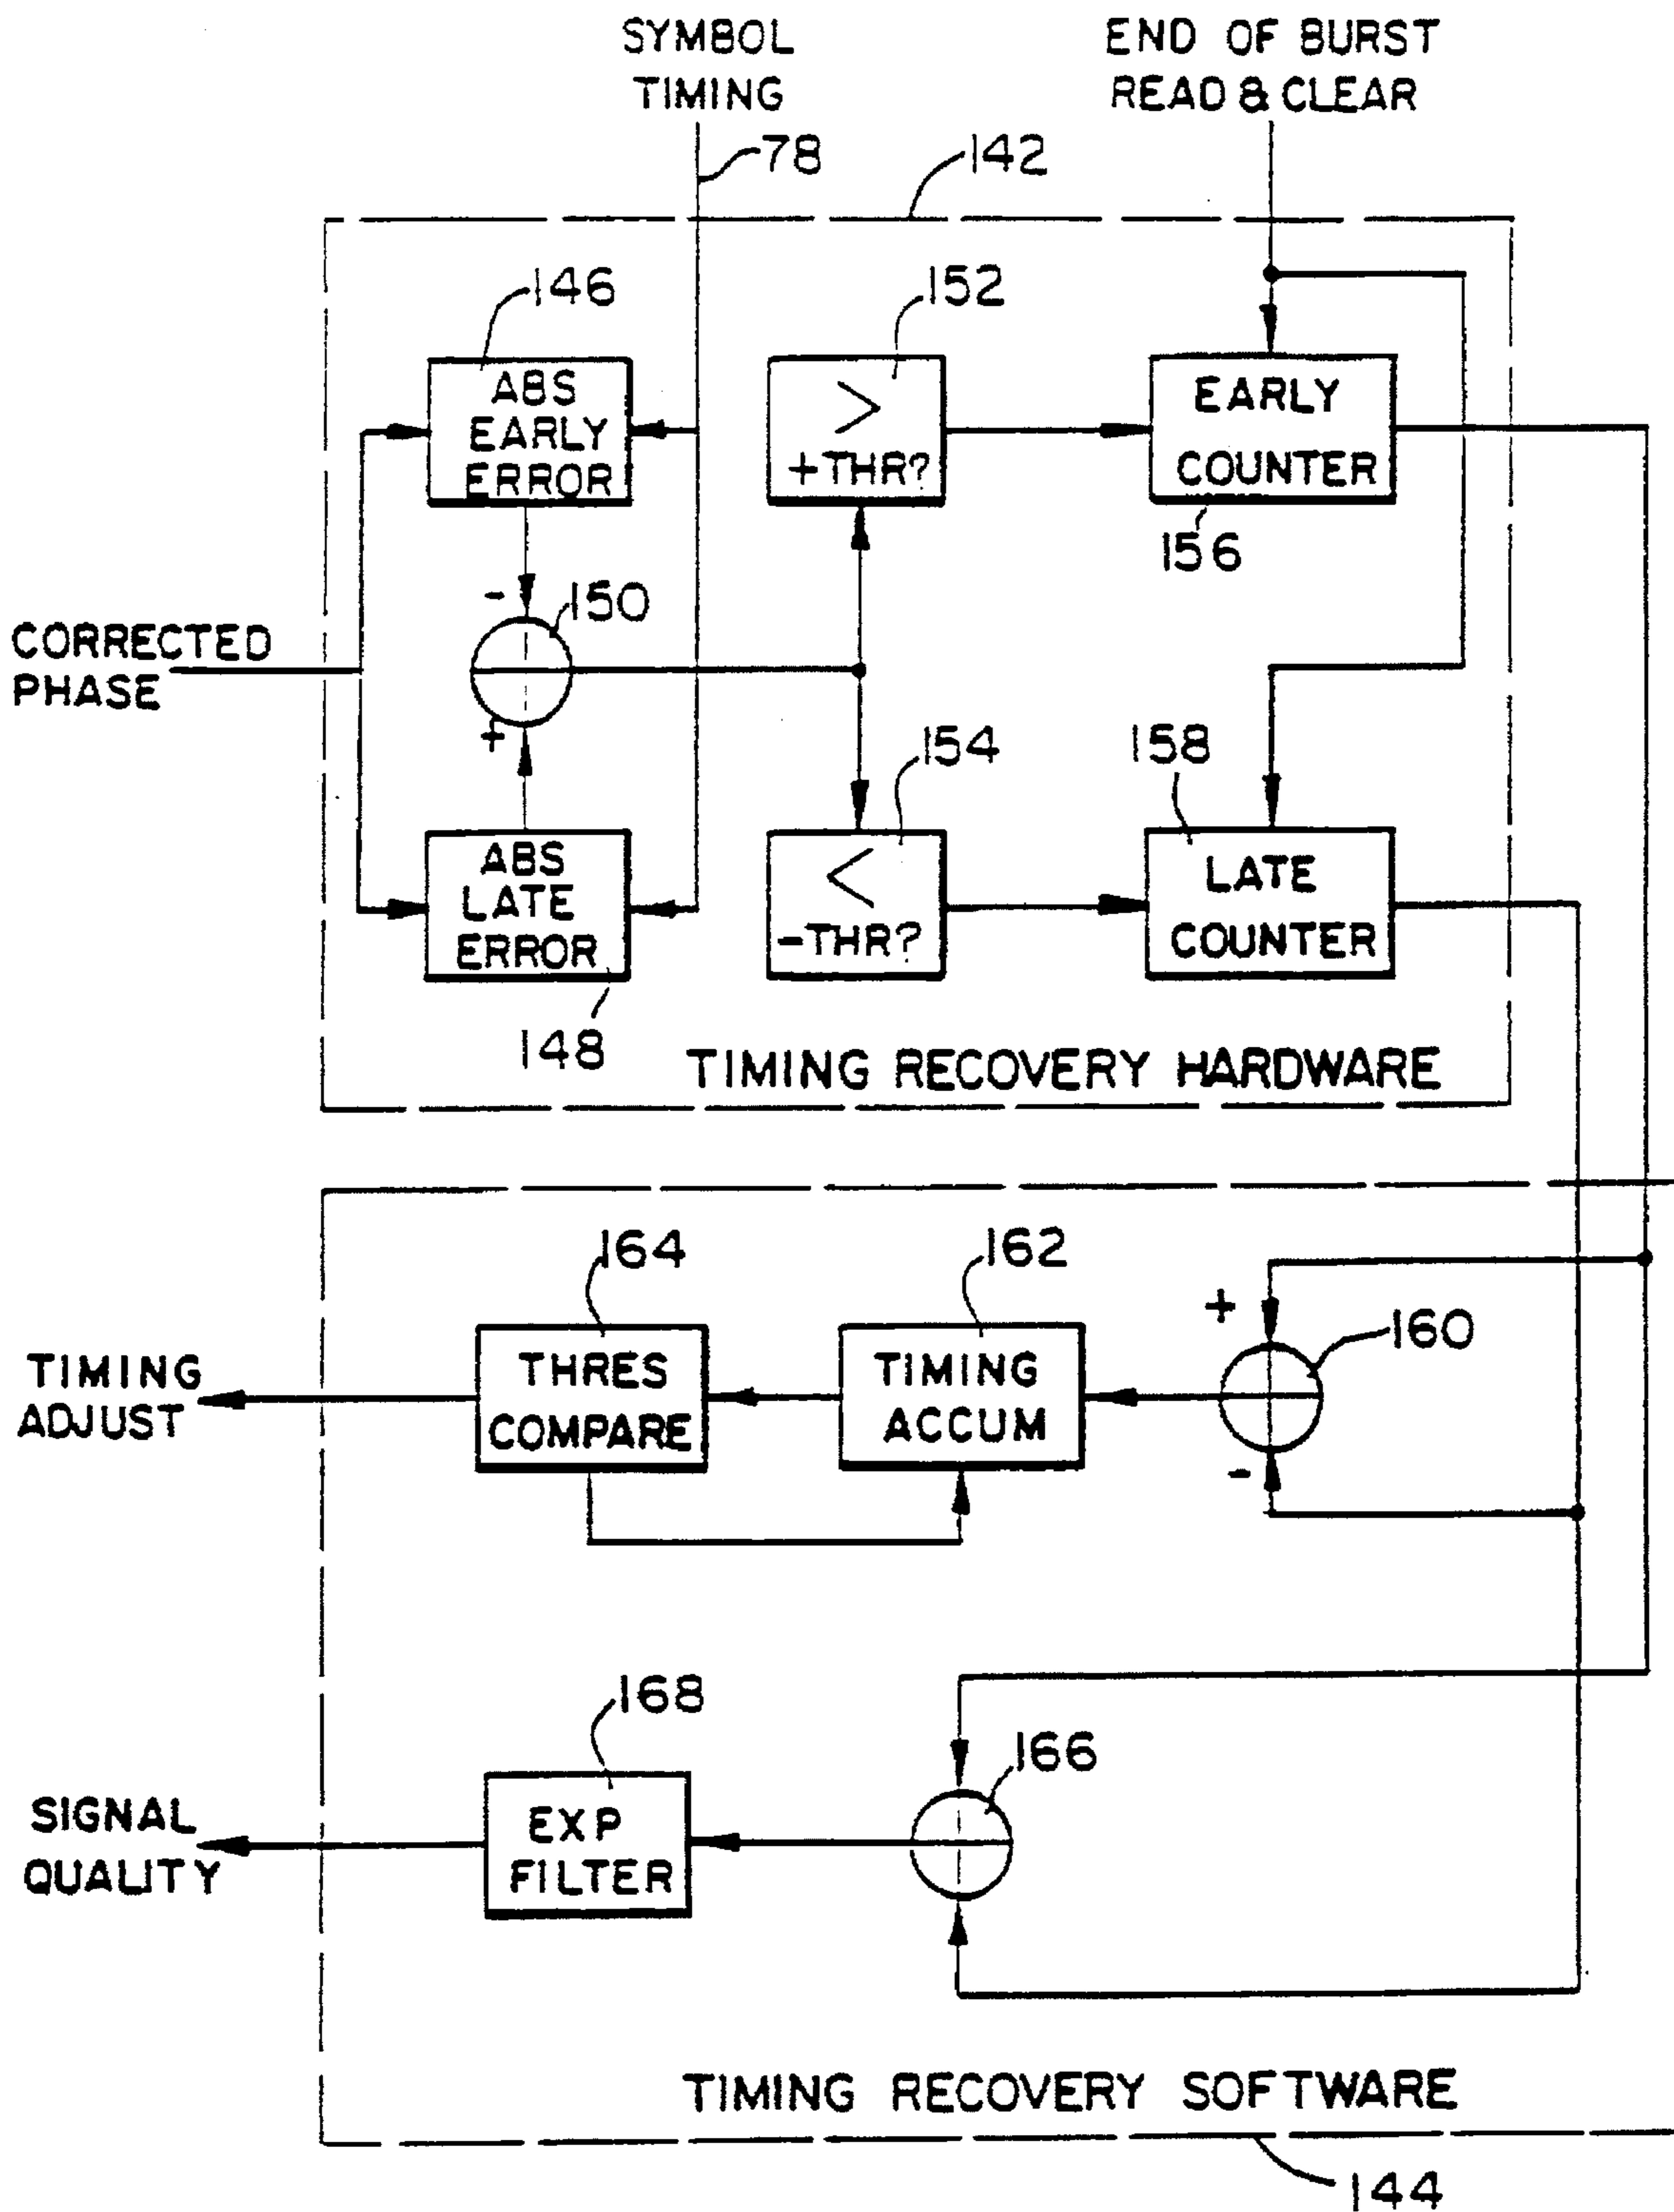 SYMBOL
TIMING
END OF BURST
READ & CLEAR
78
142
146
152
ABS
EARLY
ERROR
>
+THR?
EARLY
COUNTER
156
-
150
CORRECTED
PHASE
+
154
158
ABS
LATE
ERROR
<
-THR?
LATE
COUNTER
148
TIMING RECOVERY HARDWARE
164
162
+
160
TIMING
ADJUST
THRES
COMPARE
TIMING
ACCUM
-
168
166
SIGNAL
QUALITY
EXP
FILTER
TIMING RECOVERY SOFTWARE
144